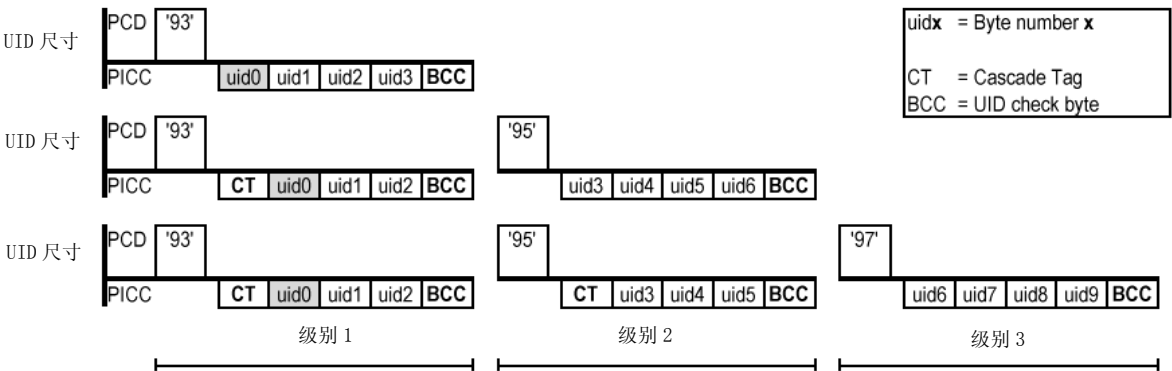 PCD '93' uidx = Byte number x
UID 尺寸
PICC uid0 uid1 uid2 uid3 BCC CT = Cascade Tag
BCC = UID check byte
PCD '93' '95'
UID 尺寸
PICC CT uid0 uid1 uid2 BCC uid3 uid4 uid5 uid6 BCC
PCD '93' '95' '97'
UID 尺寸
PICC CT uid0 uid1 uid2 BCC CT uid3 uid4 uid5 BCC uid6 uid7 uid8 uid9 BCC
级别 1 级别 2 级别 3